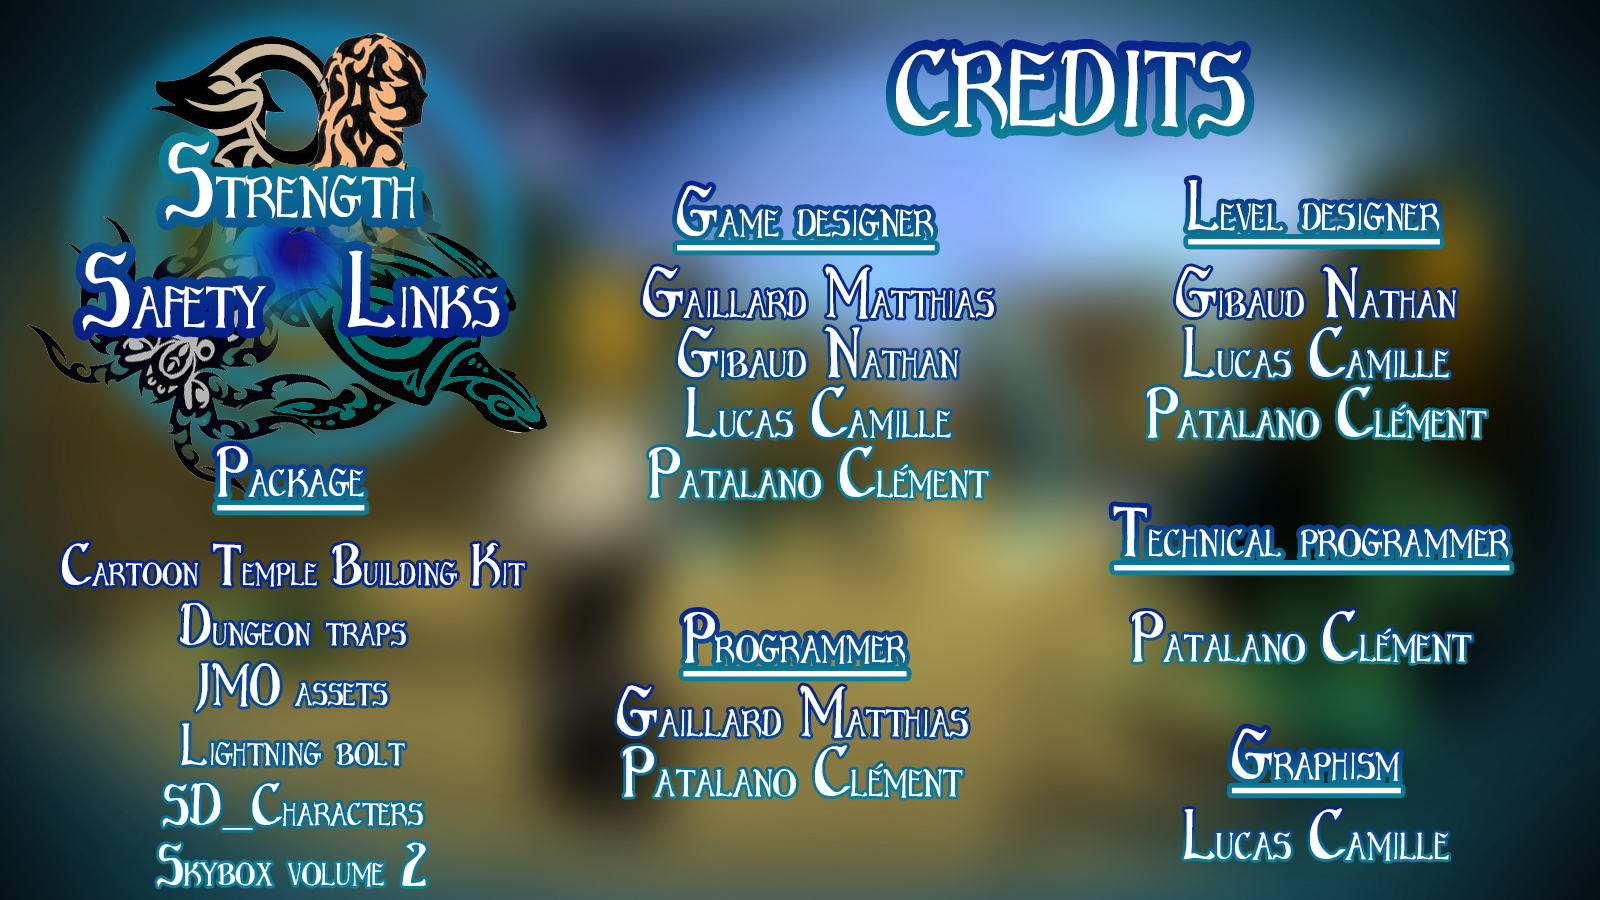 Strength
Safety Links
CREDITS
Package
Cartoon Temple Building Kit
Dungeon traps
JMO assets
Lightning bolt
SD_Characters
Skybox volume 2
Game designer
Gaillard Matthias
Gibaud Nathan
Lucas Camille
Patalano Clément
Programmer
Gaillard Matthias
Patalano Clément
Level designer
Gibaud Nathan
Lucas Camille
Patalano Clément
Technical programmer
Patalano Clément
Graphism
Lucas Camille